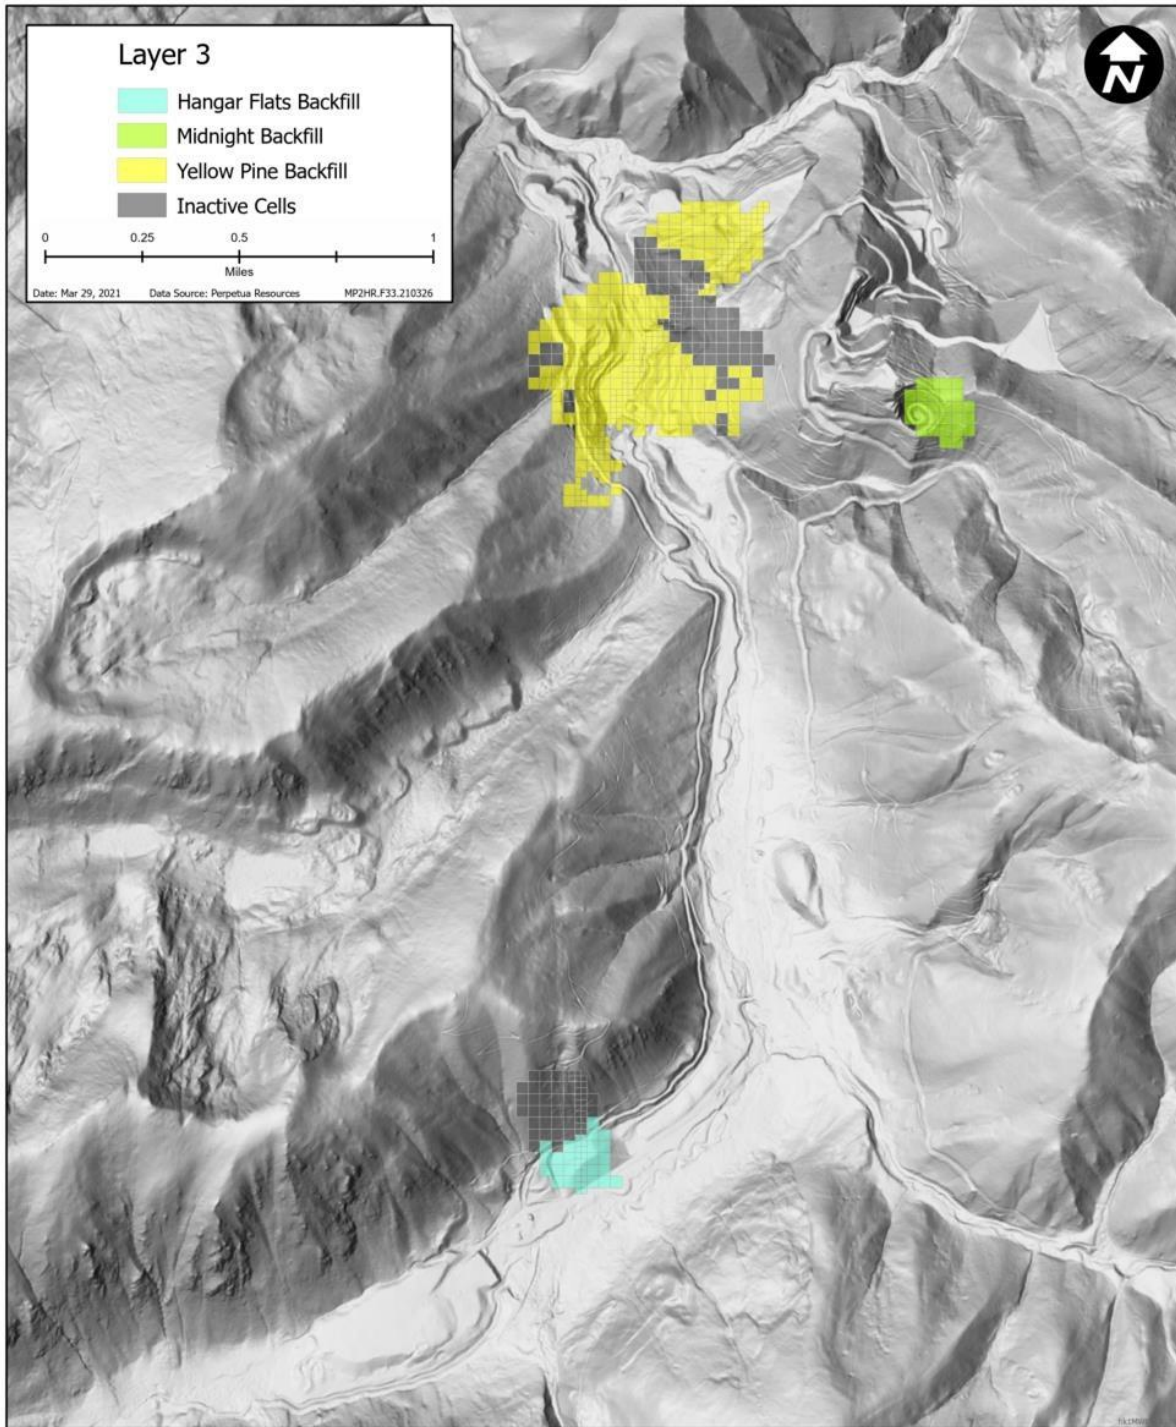 Layer 3
Hangar Flats Backfill
Midnight Backfill
Yellow Pine Backfill
Inactive Cells
0 0.25 0.5 1
Miles
Date: Mar 29, 2021 Data Source: Perpetua Resources MP2HR.F33.210326
N